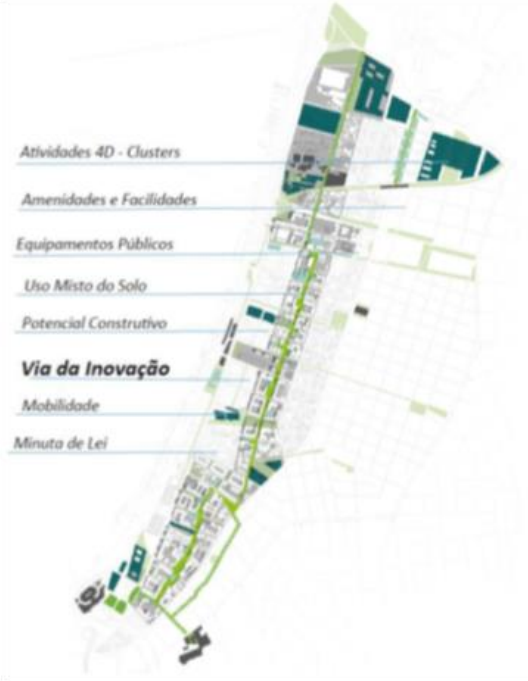 Atividades 4D - Clusters
Amenidades e Facilidades
Equipamentos Públicos
Uso Misto do Solo
Potencial Construtivo
Via da Inovação
Mobilidade
Minuta de Lei